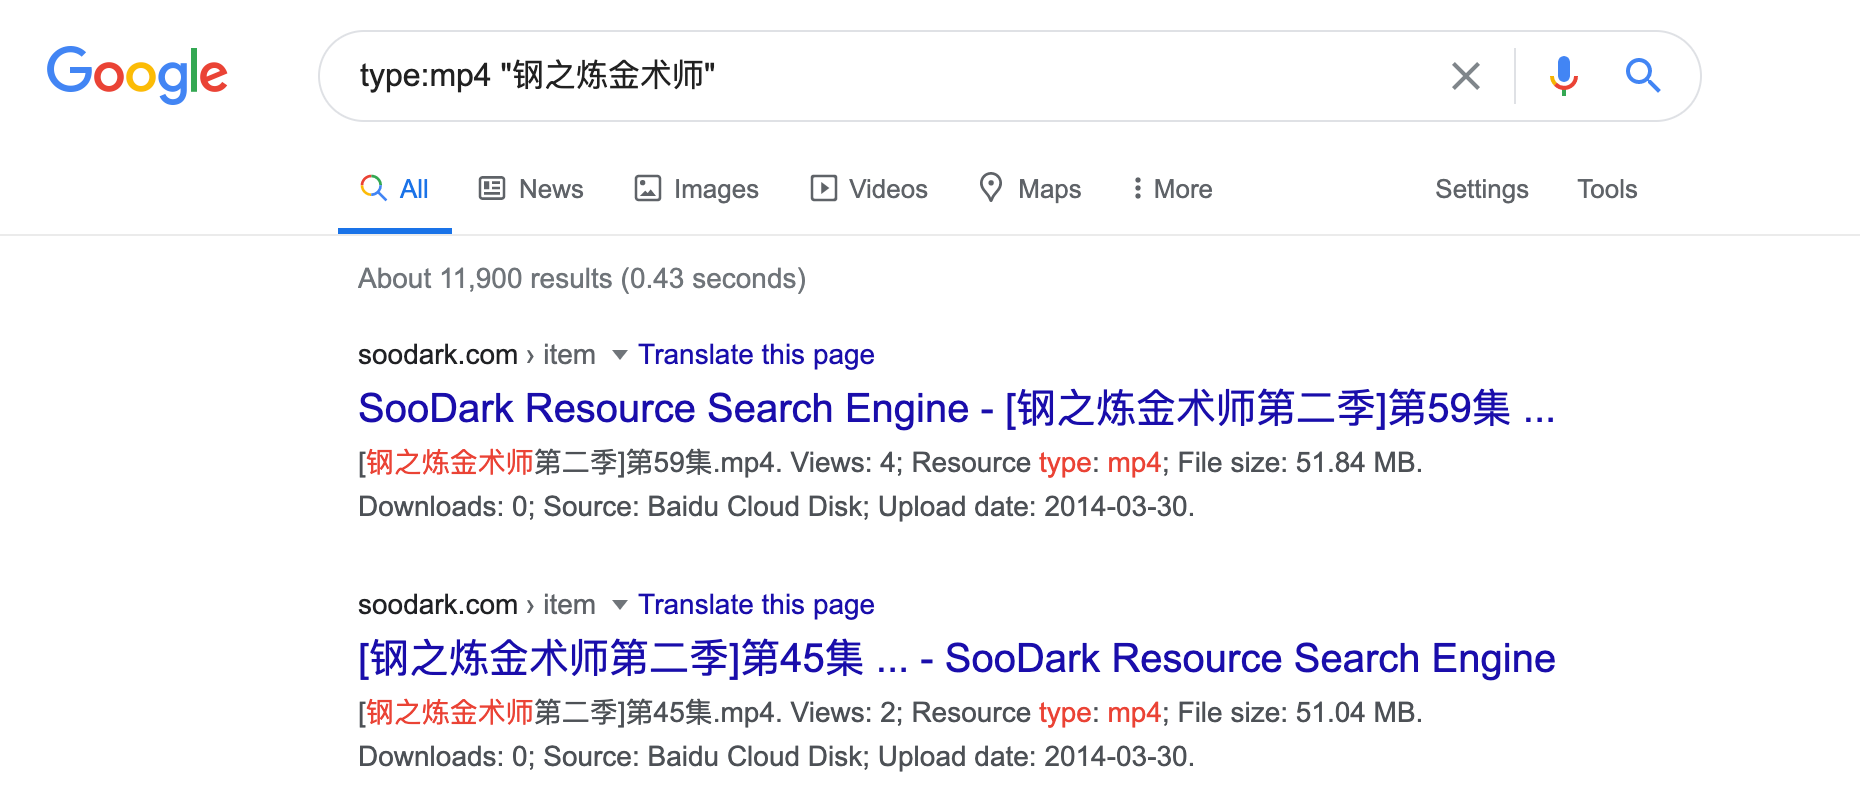 Google
type:mp4 "钢之炼金术师"
All News Images Videos Maps More Settings Tools
About 11,900 results (0.43 seconds)
soodark.com › item Translate this page
SooDark Resource Search Engine - [钢之炼金术师第二季]第59集 ...
[钢之炼金术师第二季]第59集.mp4. Views: 4; Resource type: mp4; File size: 51.84 MB.
Downloads: 0; Source: Baidu Cloud Disk; Upload date: 2014-03-30.
soodark.com › item Translate this page
[钢之炼金术师第二季]第45集 ... - SooDark Resource Search Engine
[钢之炼金术师第二季]第45集.mp4. Views: 2; Resource type: mp4; File size: 51.04 MB.
Downloads: 0; Source: Baidu Cloud Disk; Upload date: 2014-03-30.